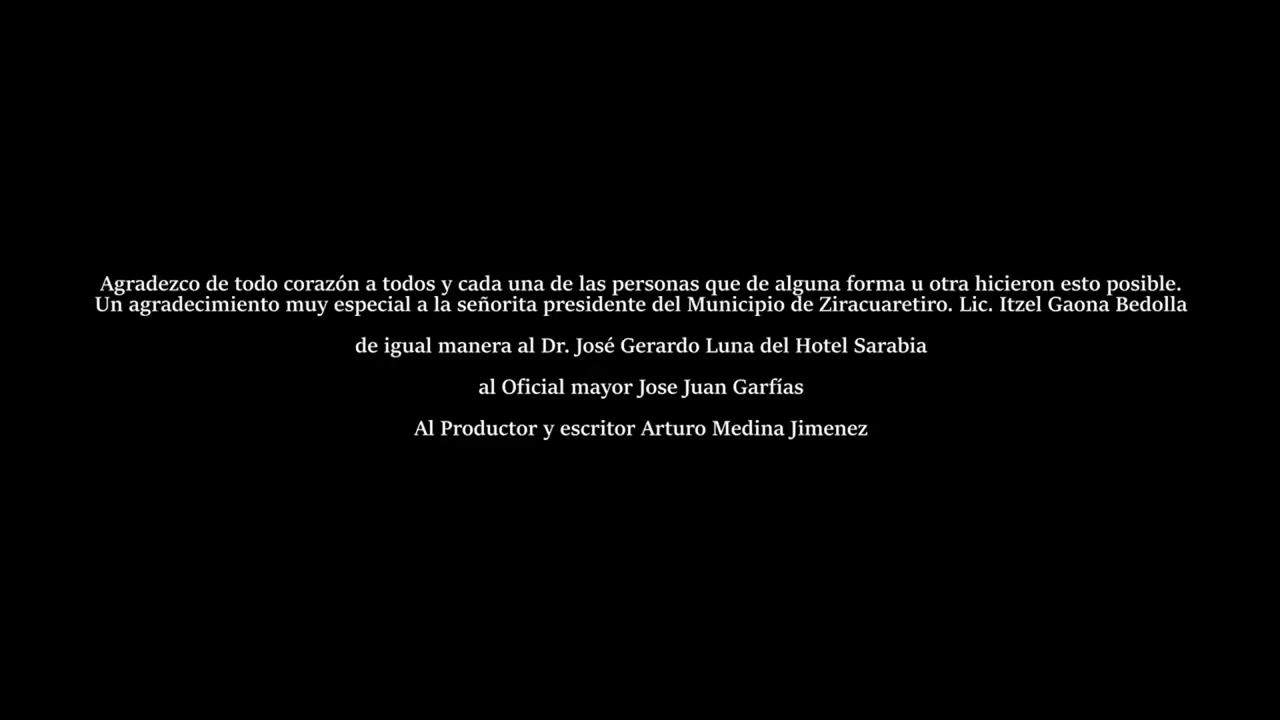 Agradezco de todo corazón a todos y cada una de las personas que de alguna forma u otra hicieron esto posible.
Un agradecimiento muy especial a la señorita presidente del Municipio de Ziracuaretiro. Lic. Itzel Gaona Bedolla
de igual manera al Dr. José Gerardo Luna del Hotel Sarabia
al Oficial mayor Jose Juan Garfías
Al Productor y escritor Arturo Medina Jimenez